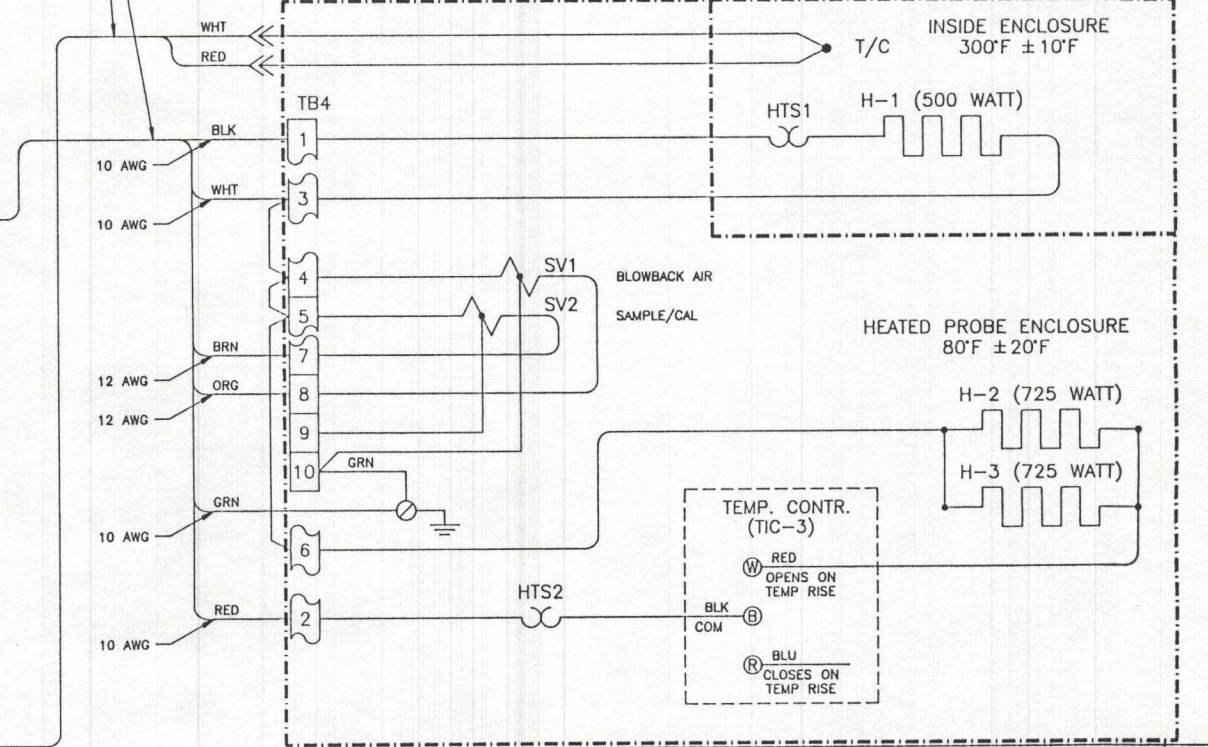 WHT
RED
T/C
INSIDE ENCLOSURE
300°F ±10°F
TB4
BLK
1
HTS1
H-1 (500 WATT)
10 AWG
WHT
3
10 AWG
4
SV1
BLOWBACK AIR
5
SV2
SAMPLE/CAL
HEATED PROBE ENCLOSURE
80°F ±20°F
BRN
7
12 AWG
ORG
8
12 AWG
H-2 (725 WATT)
9
10
GRN
H-3 (725 WATT)
GRN
10 AWG
TEMP. CONTR.
(TIC-3)
6
W
RED
OPENS ON
TEMP RISE
HTS2
RED
2
BLK
COM
B
10 AWG
R
BLU
CLOSES ON
TEMP RISE